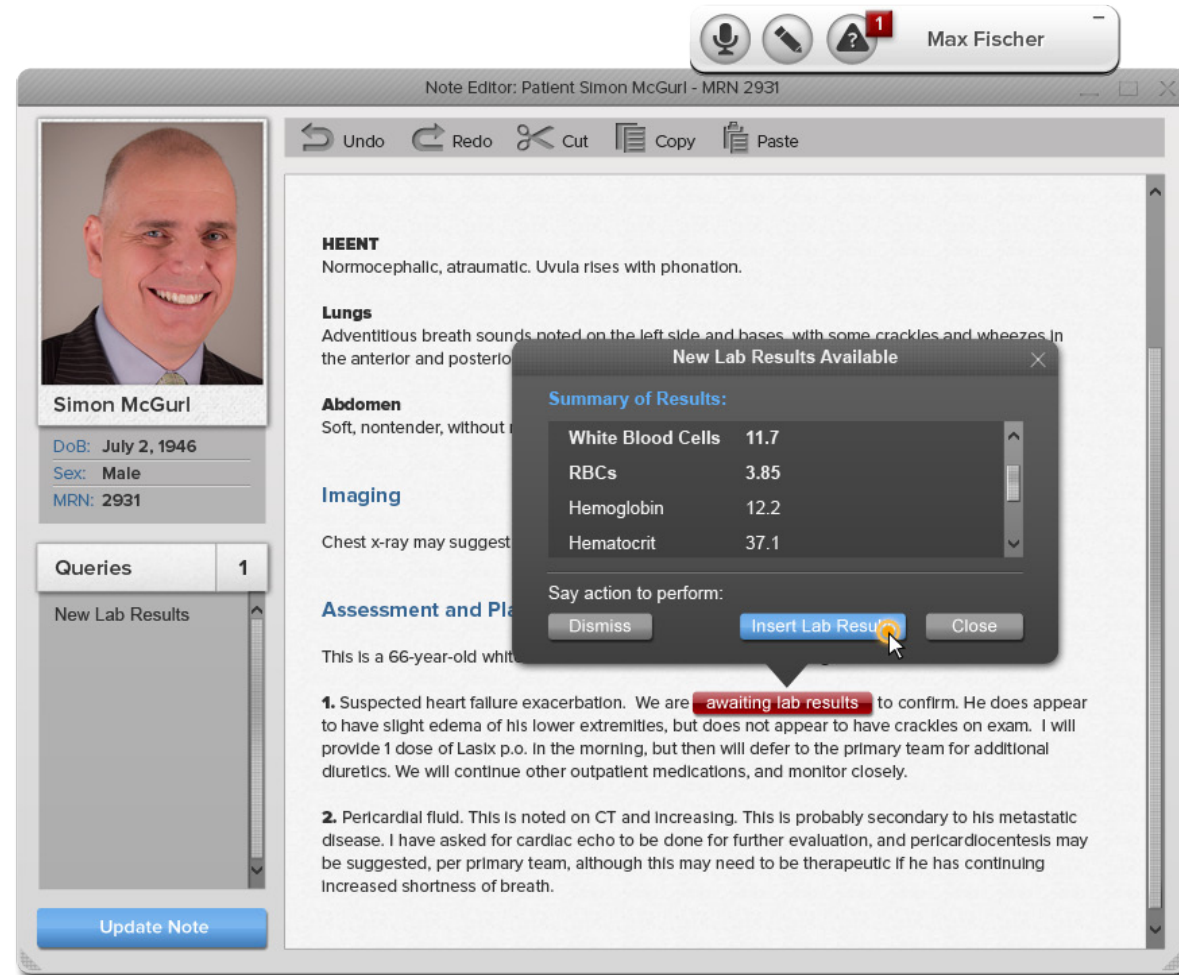 1
Max Fischer
Note Editor: Patient Simon McGurl - MRN 2931
Undo Redo Cut Copy Paste
Simon McGurl
DoB: July 2, 1946
Sex: Male
MRN: 2931
Queries 1
New Lab Results
Update Note
HEENT
Normocephalic, atraumatic. Uvula rises with phonation.
Lungs
Adventitious breath sounds noted on the left side and bases, with some crackles and wheezes in
the anterior and
Abdomen
Soft, nontender, without
Imaging
Chest x-ray may suggest
Assessment and
This is a 66-year-old
1. Suspected heart failure exacerbation. We are awaiting lab results to confirm. He does appear
to have slight edema of his lower extremities, but does not appear to have crackles on exam. I will
provide 1 dose of Lasix p.o. in the morning, but then will defer to the primary team for additional
diuretics. We will continue other outpatient medications, and monitor closely.
2. Pericardial fluid. This is noted on CT and increasing. This is probably secondary to his metastatic
disease. I have asked for cardiac echo to be done for further evaluation, and pericardiocentesis may
be suggested, per primary team, although this may need to be therapeutic if he has continuing
increased shortness of breath.
New Lab Results Available
Summary of Results:
White Blood Cells 11.7
RBCs 3.85
Hemoglobin 12.2
Hematocrit 37.1
Say action to perform:
Dismiss Insert Lab Results Close